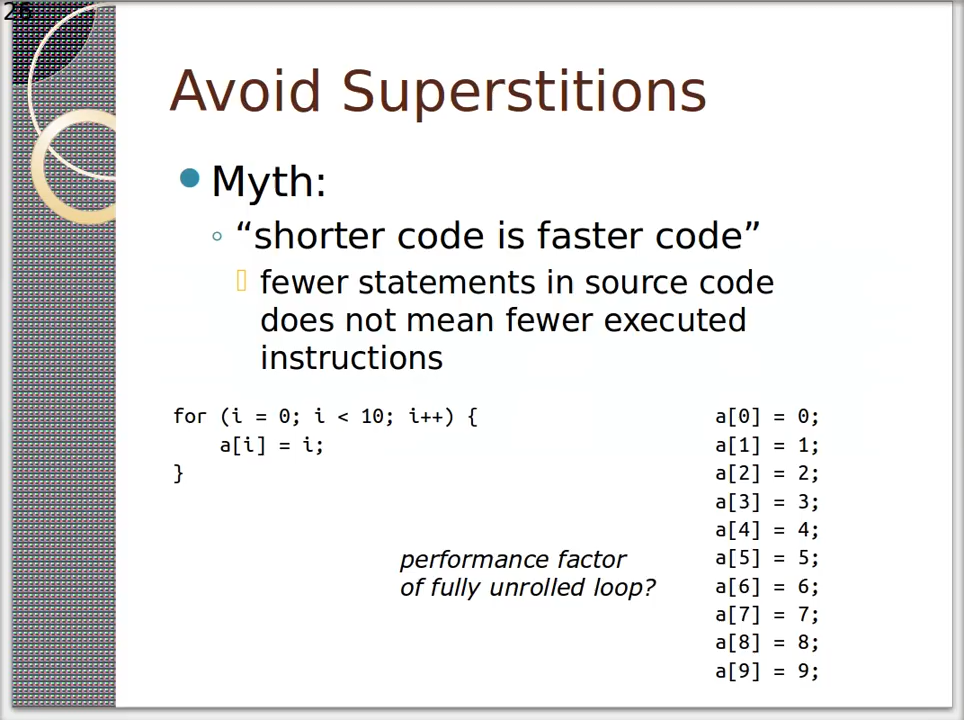 26
Avoid Superstitions
Myth:
“shorter code is faster code”
fewer statements in source code
does not mean fewer executed
instructions
for (i = 0; i < 10; i++) {
    a[i] = i;
}
performance factor
of fully unrolled loop?
a[0] = 0;
a[1] = 1;
a[2] = 2;
a[3] = 3;
a[4] = 4;
a[5] = 5;
a[6] = 6;
a[7] = 7;
a[8] = 8;
a[9] = 9;